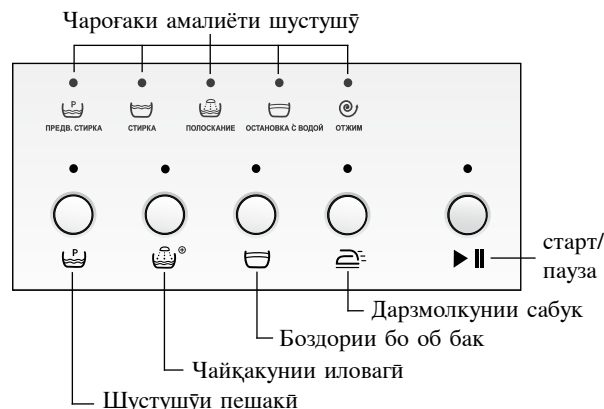 Чароғаки амалиёти шустушӯ
P
ПРЕДВ. СТИРКА СТИРКА ПОЛОСКАНИЕ ОСТАНОВКА С ВОДОЙ ОТЖИМ
P
старт/
пауза
Дарзмолкунии сабук
Боздории бо об бак
Чайқакунии иловагӣ
Шустушӯи пешакӣ